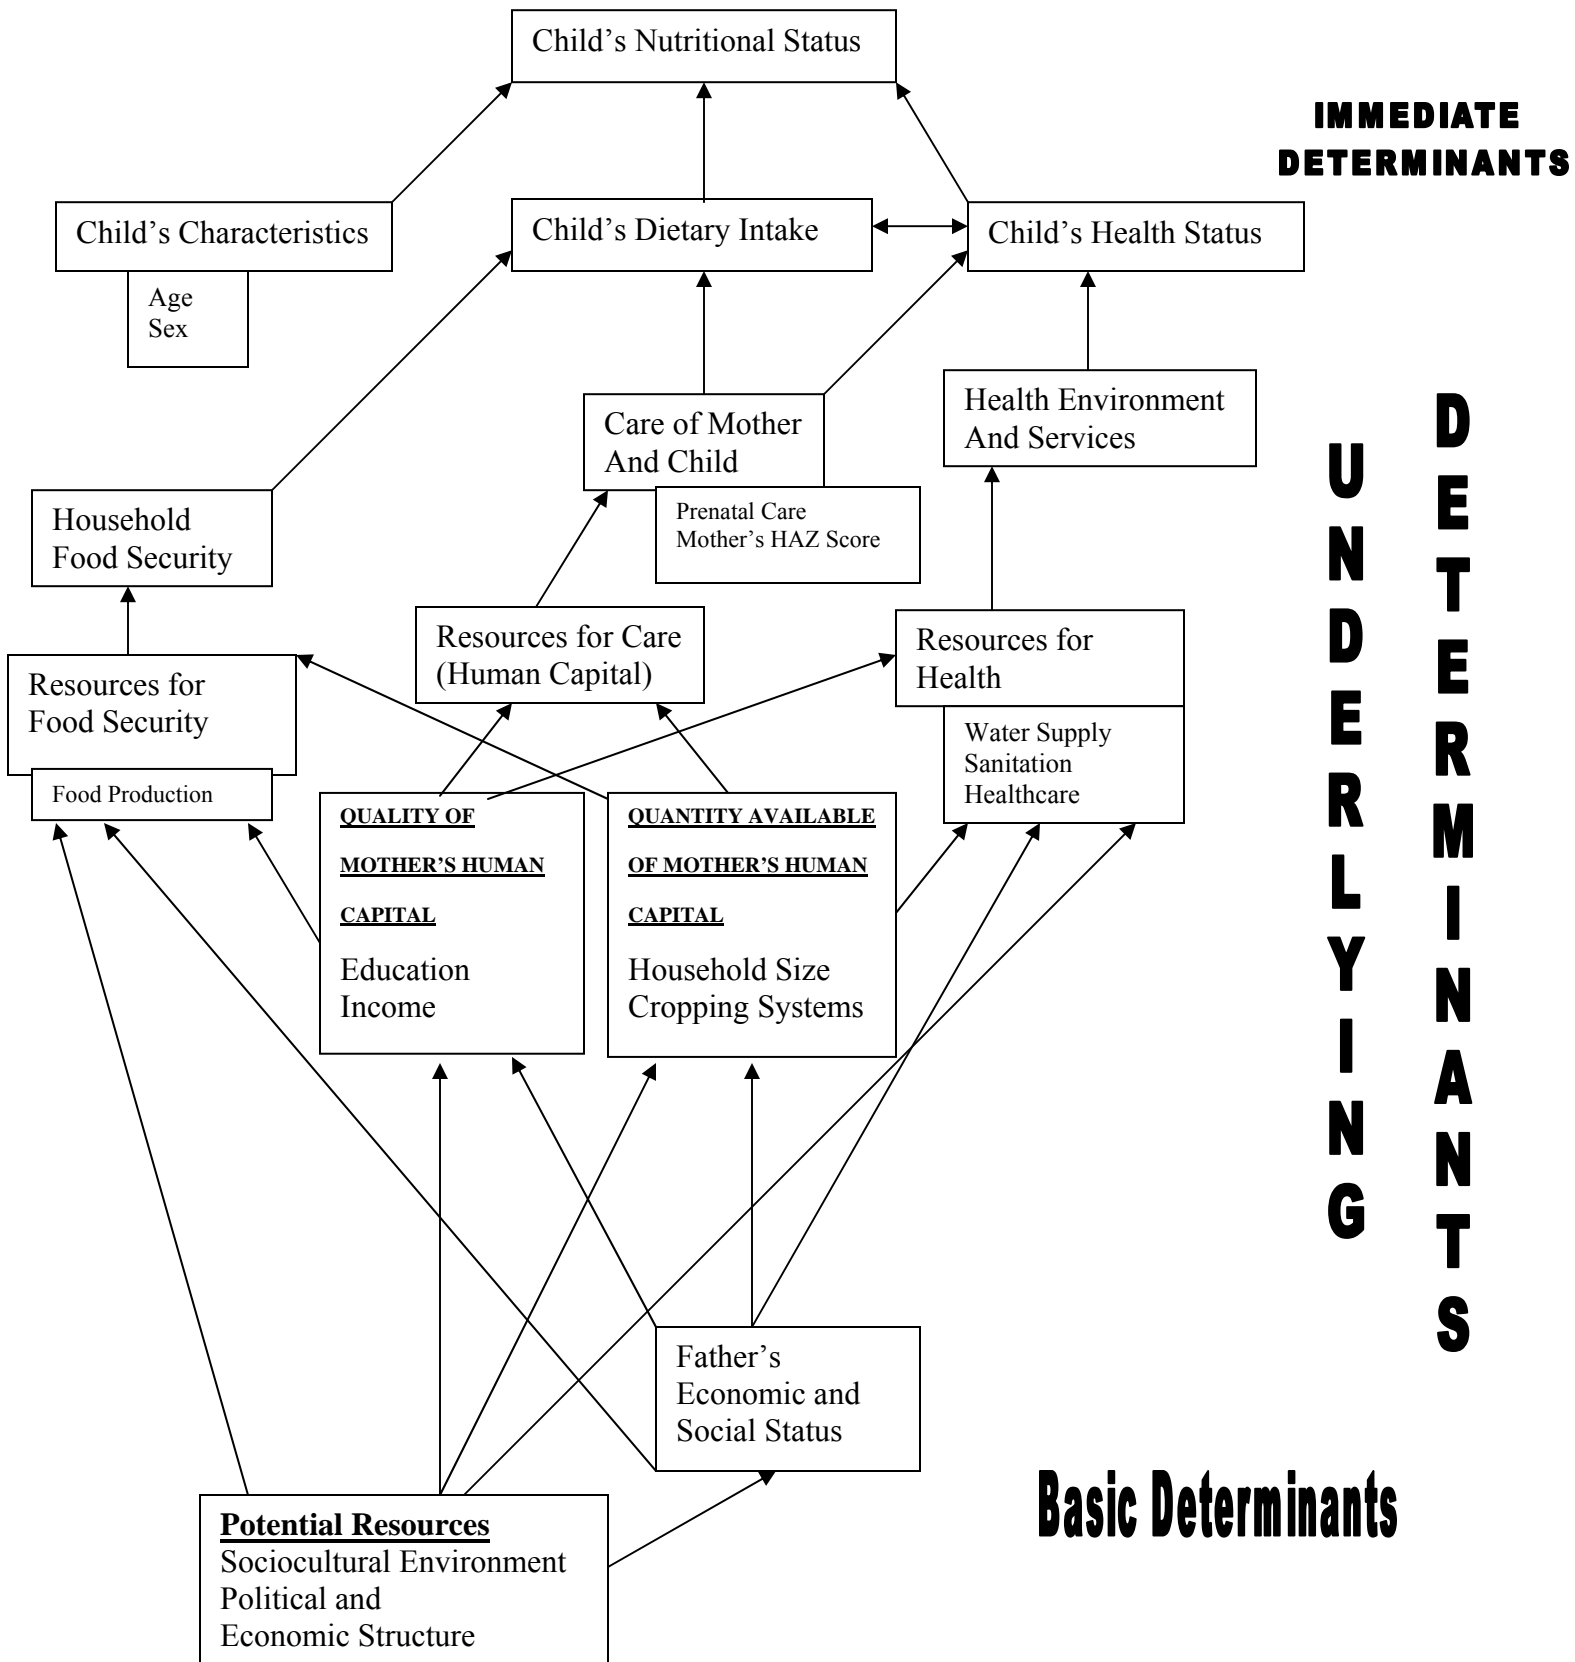 Child’s Nutritional Status
IMMEDIATE
DETERMINANTS
Child’s Characteristics
Age
Sex
Child’s Dietary Intake
Child’s Health Status
Care of Mother
And Child
Prenatal Care
Mother’s HAZ Score
Health Environment
And Services
Household
Food Security
Resources for Care
(Human Capital)
Resources for
Health
Water Supply
Sanitation
Healthcare
Resources for
Food Security
Food Production
QUALITY OF
MOTHER’S HUMAN
CAPITAL
Education
Income
QUANTITY AVAILABLE
OF MOTHER’S HUMAN
CAPITAL
Household Size
Cropping Systems
UNDERLYING
DETERMINANTS
Father’s
Economic and
Social Status
Basic Determinants
Potential Resources
Sociocultural Environment
Political and
Economic Structure